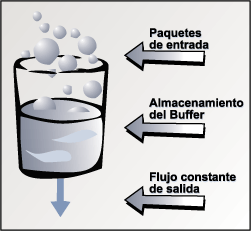 Paquetes
de entrada
Almacenamiento
del Buffer
Flujo constante
de salida